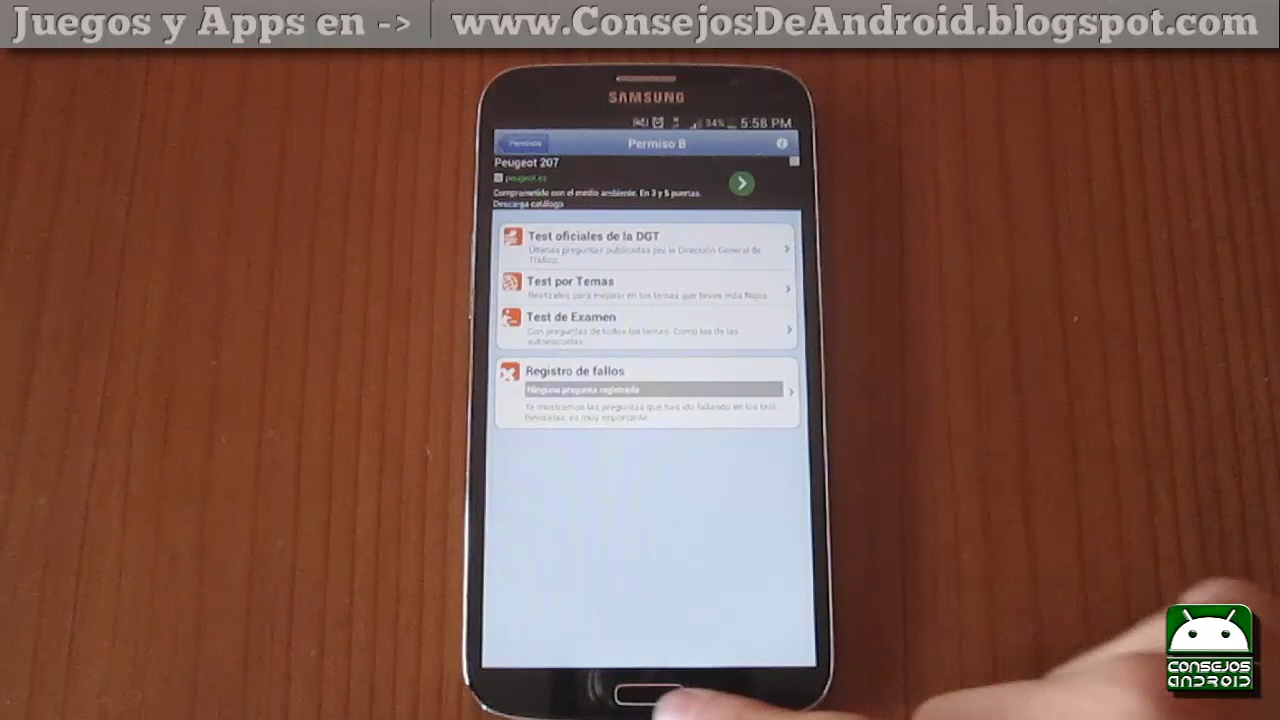 Juegos y Apps en -> www.ConsejosDeAndroid.blogspot.com
SAMSUNG
34% 5:58 PM
Permisos Permiso B
Peugeot 207
peugeot.es
Comprometido con el medio ambiente. En 3 y 5 puertas.
Descarga catálogo
Test oficiales de la DGT
Últimas preguntas publicadas por la Dirección General de
Tráfico.
Test por Temas
Realízalos para mejorar en los temas que lleves más flojos.
Test de Examen
Con preguntas de todos los temas. Como los de las
autoescuelas
Registro de fallos
Ninguna pregunta registrada
Te mostramos las preguntas que has ido fallando en los test
Revísalas, es muy importante
CONSEJOS
ANDROID